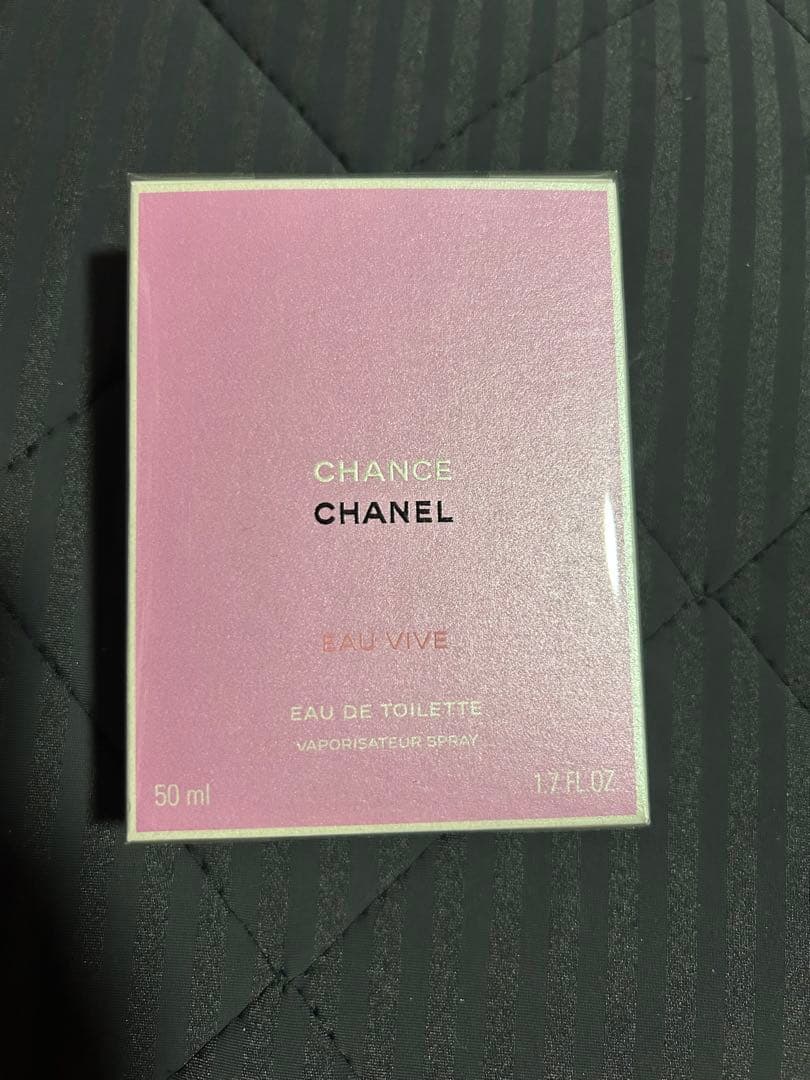 CHANCE
CHANEL
EAU VIVE
EAU DE TOILETTE
VAPORISATEUR SPRAY
50 ml
1.7 FL.OZ.